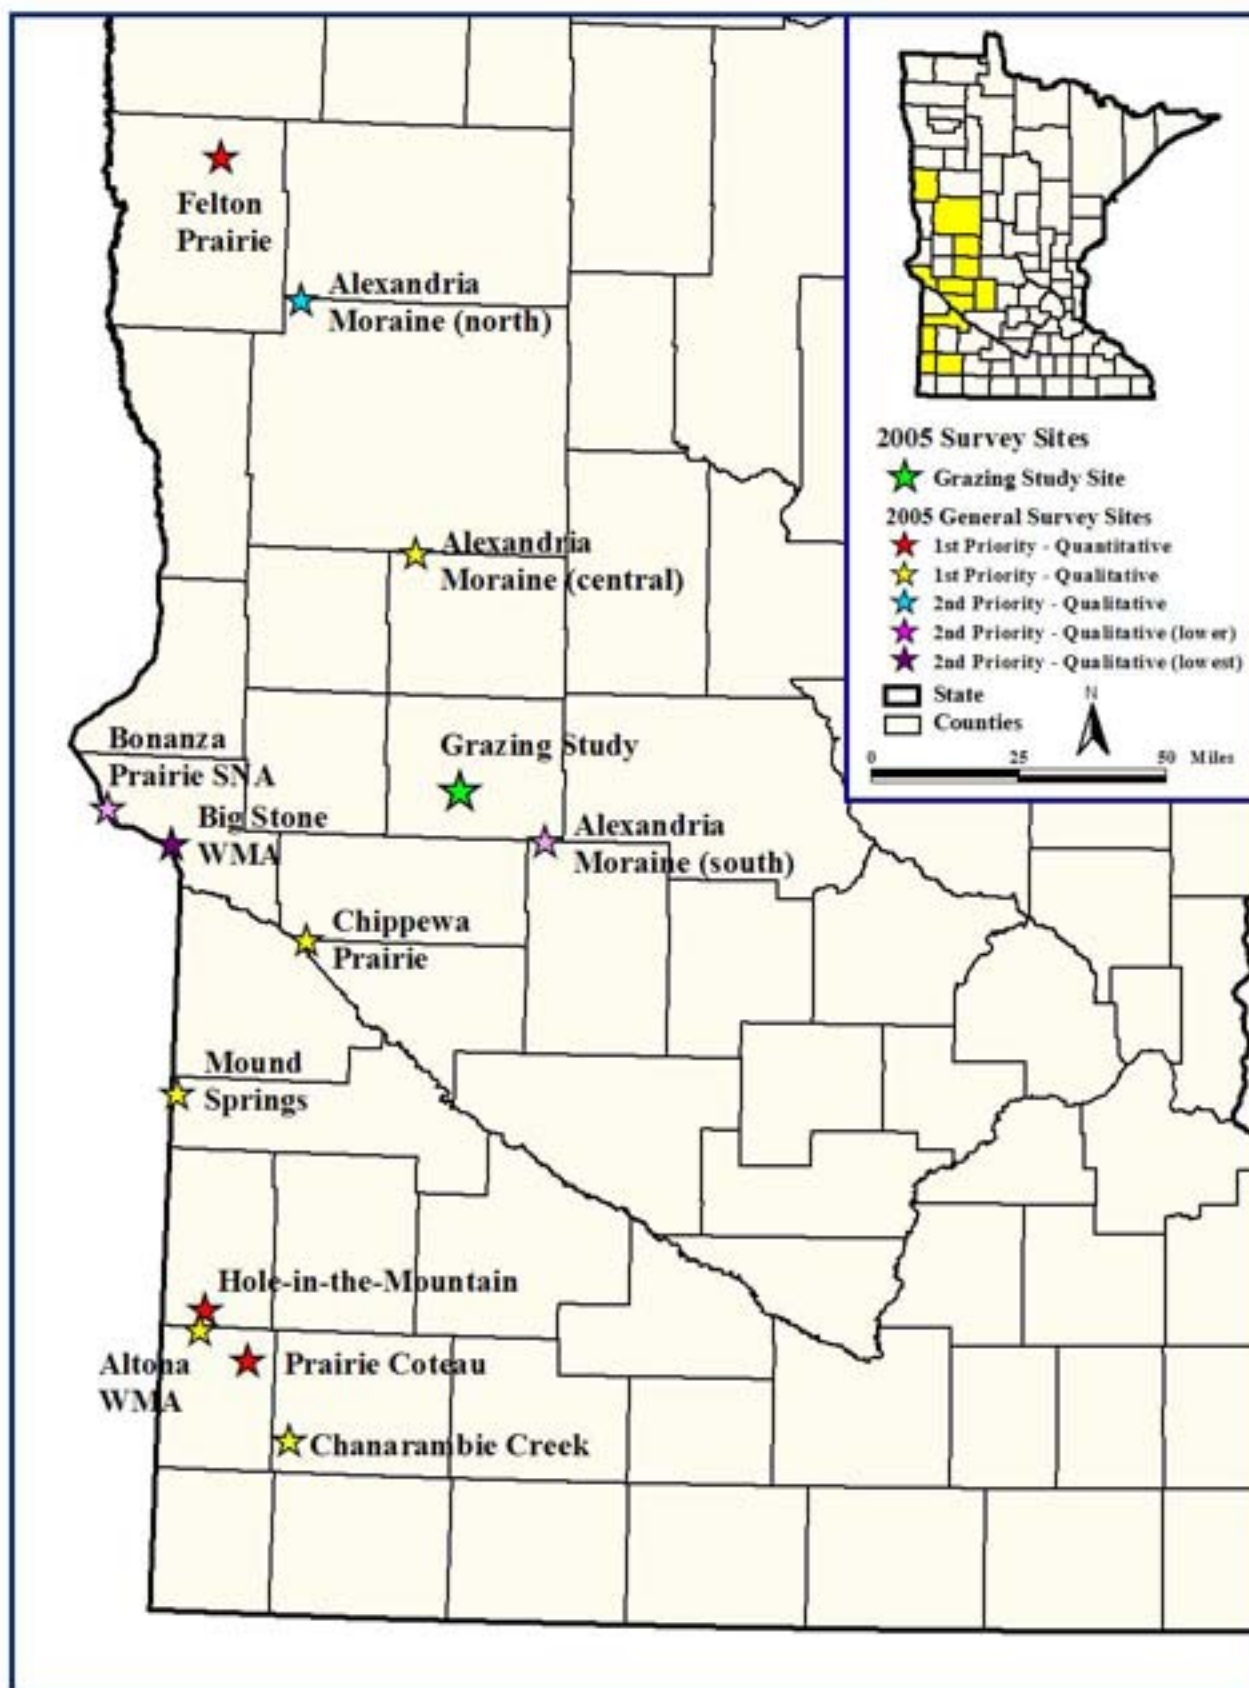 Felton
Prairie
Alexandria
Moraine (north)
Alexandria
Moraine (central)
Bonanza
Prairie SNA
Grazing Study
Big Stone
WMA
Alexandria
Moraine (south)
Chippewa
Prairie
Mound
Springs
Hole-in-the-Mountain
Altona
WMA
Prairie Coteau
Chanarambie Creek
2005 Survey Sites
Grazing Study Site
2005 General Survey Sites
1st Priority - Quantitative
1st Priority - Qualitative
2nd Priority - Qualitative
2nd Priority - Qualitative (lower)
2nd Priority - Qualitative (lowest)
State
Counties
N
0 25 50 Miles